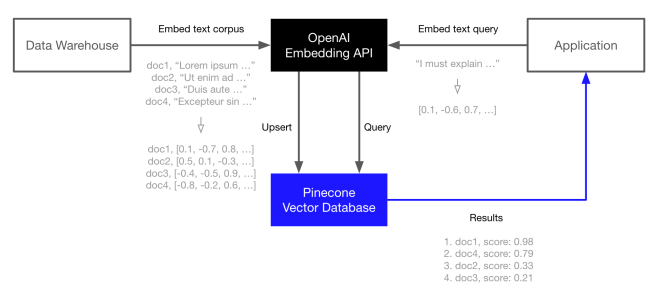 Embed text corpus
Embed text query
Data Warehouse
OpenAI
Embedding API
Application
doc1, “Lorem ipsum …”
doc2, “Ut enim ad …”
doc3, “Duis aute …”
doc4, “Excepteur sin …”
“I must explain …”
[0.1, -0.6, 0.7, …]
Upsert
Query
doc1, [0.1, -0.7, 0.8, …]
doc2, [0.5, 0.1, -0.3, …]
doc3, [-0.4, -0.5, 0.9, …]
doc4, [-0.8, -0.2, 0.6, …]
Pinecone
Vector Database
Results
1. doc1, score: 0.98
2. doc4, score: 0.79
3. doc2, score: 0.33
4. doc3, score: 0.21